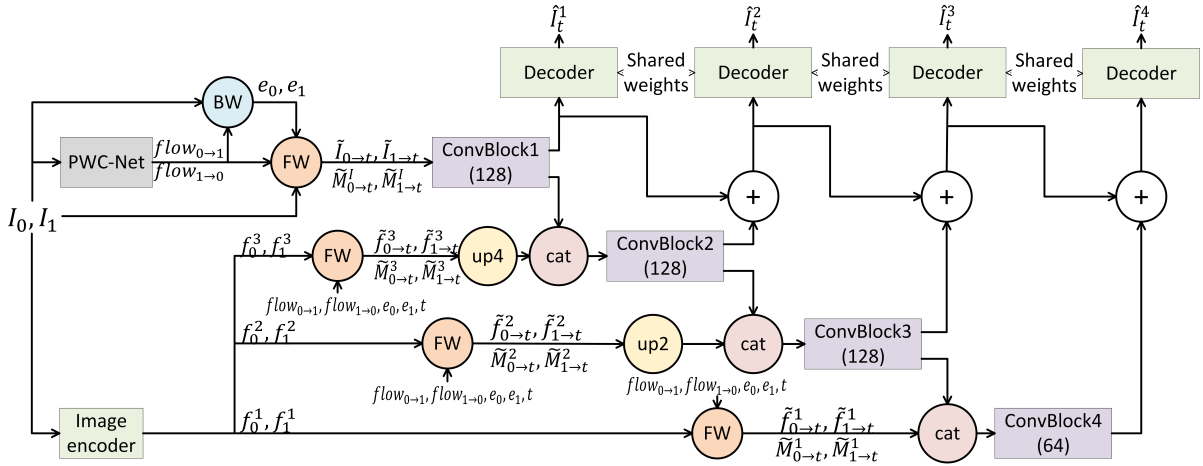 Î_t^1 Î_t^2 Î_t^3 Î_t^4
Decoder
Shared
weights
Decoder
Shared
weights
Decoder
Shared
weights
Decoder
BW
e_0, e_1
PWC-Net
flow_{0→1}
flow_{1→0}
FW
Ĩ_{0→t}, Ĩ_{1→t}
M̃^I_{0→t}, M̃^I_{1→t}
ConvBlock1
(128)
I_0, I_1
+
+
+
f_0^3, f_1^3
FW
f̃^3_{0→t}, f̃^3_{1→t}
M̃^3_{0→t}, M̃^3_{1→t}
up4
cat
ConvBlock2
(128)
flow_{0→1}, flow_{1→0}, e_0, e_1, t
f_0^2, f_1^2
FW
f̃^2_{0→t}, f̃^2_{1→t}
M̃^2_{0→t}, M̃^2_{1→t}
up2
cat
ConvBlock3
(128)
flow_{0→1}, flow_{1→0}, e_0, e_1, t
flow_{0→1}, flow_{1→0}, e_0, e_1, t
Image
encoder
f_0^1, f_1^1
FW
f̃^1_{0→t}, f̃^1_{1→t}
M̃^1_{0→t}, M̃^1_{1→t}
cat
ConvBlock4
(64)